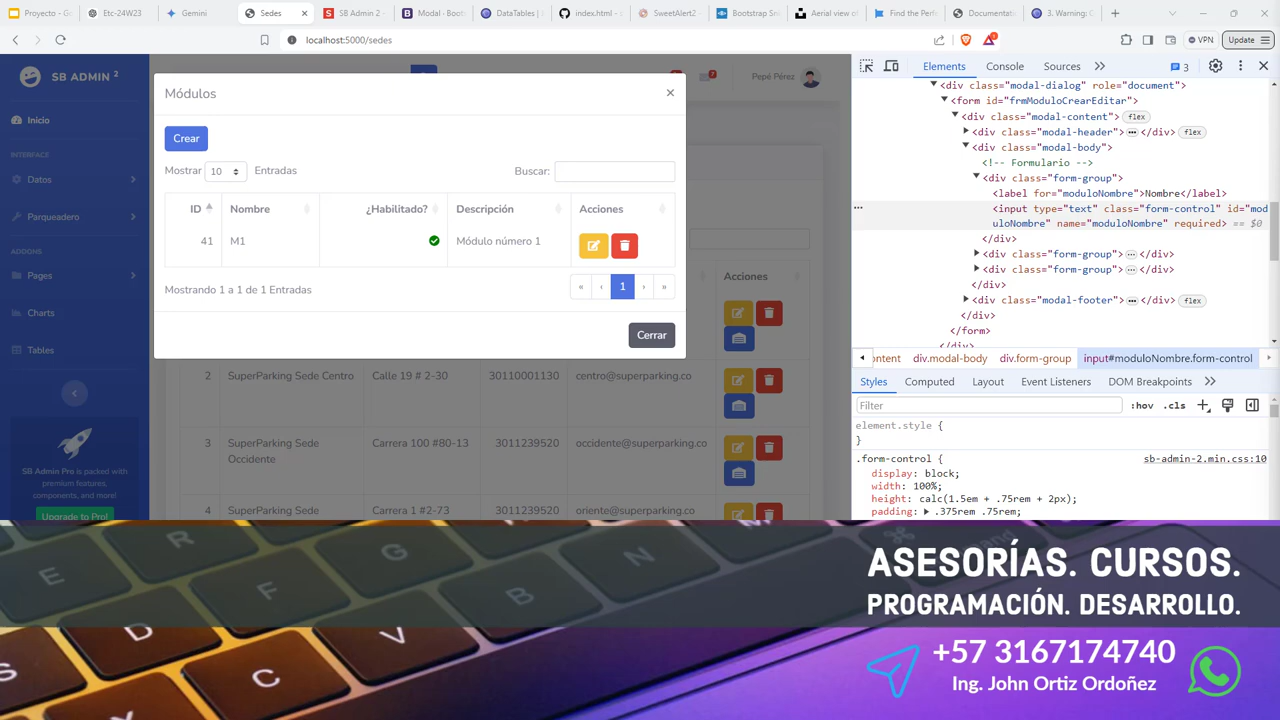 Proyecto - G
Etc-24W23
Gemini
Sedes
SB Admin 2 -
Modal · Boot
DataTables |
index.html - s
SweetAlert2
Bootstrap Sni
Aerial view of
Find the Perf
Documentati
3. Warning: C
localhost:5000/sedes
VPN
Update
SB ADMIN 2
Inicio
INTERFACE
Datos
Parqueadero
ADDONS
Pages
Charts
Tables
SB Admin Pro is packed with
premium features,
components, and more!
Upgrade to Pro!
Pepé Pérez
Módulos
Crear
Mostrar 10 Entradas
Buscar:
ID Nombre ¿Habilitado? Descripción Acciones
41 M1 Módulo número 1
Mostrando 1 a 1 de 1 Entradas
« ‹ 1 › »
Cerrar
Acciones
2 SuperParking Sede Centro Calle 19 # 2-30 30110001130 centro@superparking.co
3 SuperParking Sede Occidente Carrera 100 #80-13 3011239520 occidente@superparking.co
4 SuperParking Sede Carrera 1 #2-73 3011239520 oriente@superparking.co
Elements Console Sources 3
<div class="modal-dialog" role="document">
<form id="frmModuloCrearEditar">
<div class="modal-content"> flex
<div class="modal-header"> ⋯ </div> flex
<div class="modal-body">
<!-- Formulario -->
<div class="form-group">
<label for="moduloNombre">Nombre</label>
<input type="text" class="form-control" id="mod
uloNombre" name="moduloNombre" required> == $0
</div>
<div class="form-group"> ⋯ </div>
<div class="form-group"> ⋯ </div>
</div>
<div class="modal-footer"> ⋯ </div> flex
</div>
</form>
</div>
ontent div.modal-body div.form-group input#moduloNombre.form-control
Styles Computed Layout Event Listeners DOM Breakpoints
Filter :hov .cls
element.style {
}
.form-control { sb-admin-2.min.css:10
display: block;
width: 100%;
height: calc(1.5em + .75rem + 2px);
padding: .375rem .75rem;
ASESORÍAS. CURSOS.
PROGRAMACIÓN. DESARROLLO.
+57 3167174740
Ing. John Ortiz Ordoñez